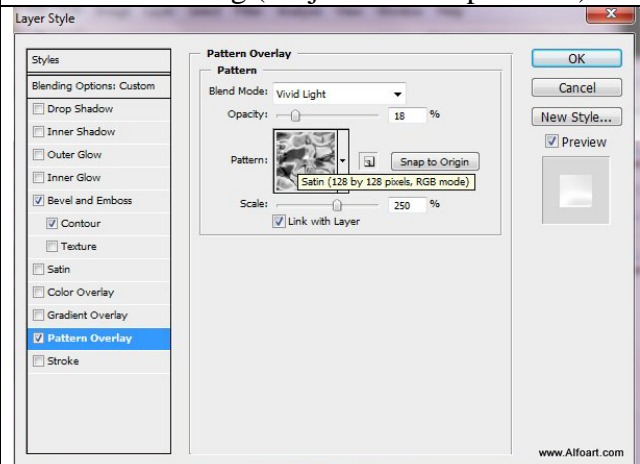 Layer Style
Styles
Blending Options: Custom
Drop Shadow
Inner Shadow
Outer Glow
Inner Glow
Bevel and Emboss
Contour
Texture
Satin
Color Overlay
Gradient Overlay
Pattern Overlay
Stroke
Pattern Overlay
Pattern
Blend Mode: Vivid Light
Opacity: 18 %
Pattern: Snap to Origin
Satin (128 by 128 pixels, RGB mode)
Scale: 250 %
Link with Layer
OK
Cancel
New Style...
Preview
www.Alfoart.com